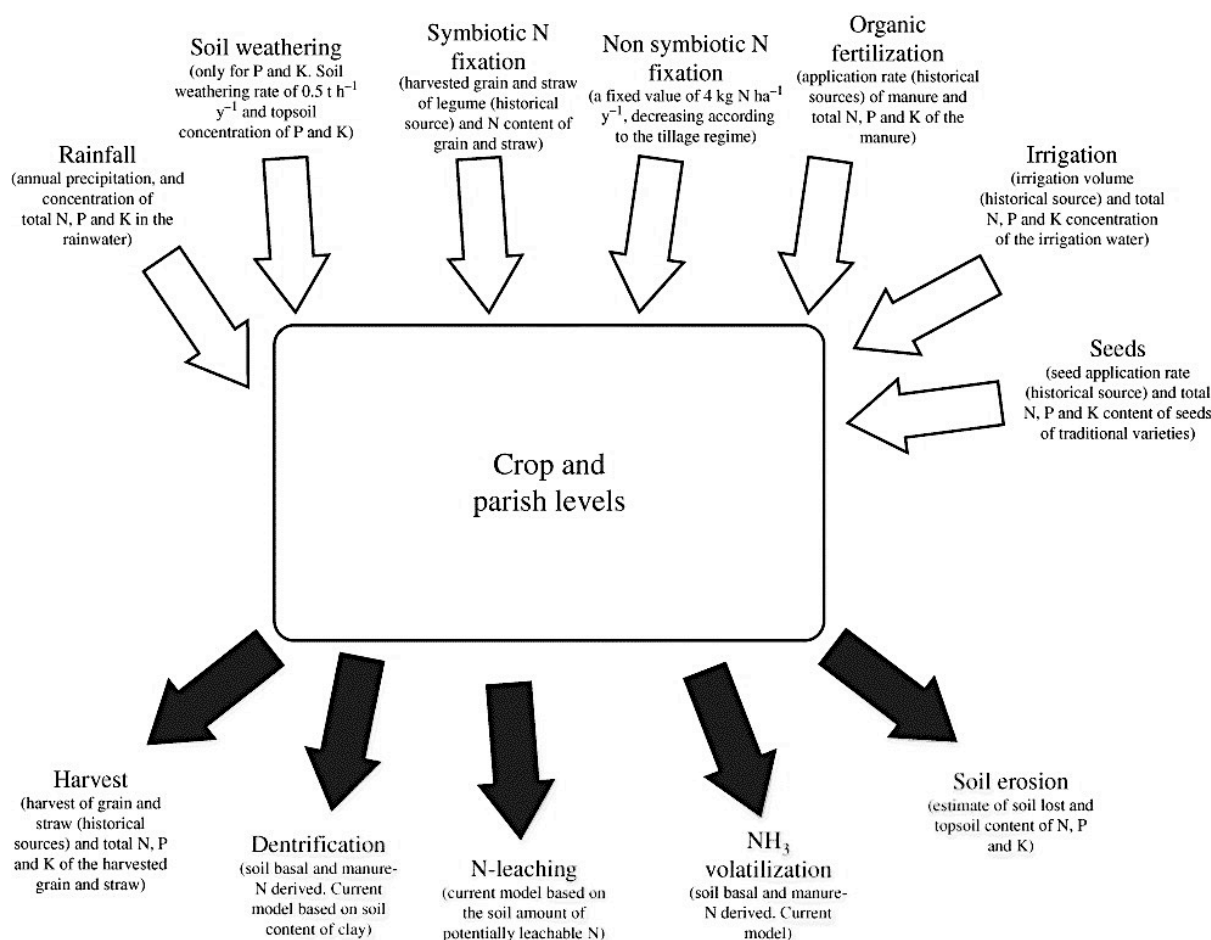 Soil weathering
(only for P and K. Soil
weathering rate of 0.5 t h⁻¹
y⁻¹ and topsoil
concentration of P and K)
Symbiotic N
fixation
(harvested grain and straw
of legume (historical
source) and N content of
grain and straw)
Non symbiotic N
fixation
(a fixed value of 4 kg N ha⁻¹
y⁻¹, decreasing according
to the tillage regime)
Organic
fertilization
(application rate (historical
sources) of manure and
total N, P and K of the
manure)
Rainfall
(annual precipitation, and
concentration of
total N, P and K in the
rainwater)
Irrigation
(irrigation volume
(historical source) and total
N, P and K concentration
of the irrigation water)
Seeds
(seed application rate
(historical source) and total
N, P and K content of seeds
of traditional varieties)
Crop and
parish levels
Harvest
(harvest of grain and
straw (historical
sources) and total N, P
and K of the harvested
grain and straw)
Dentrification
(soil basal and manure-
N derived. Current
model based on soil
content of clay)
N-leaching
(current model based on
the soil amount of
potentially leachable N)
NH₃
volatilization
(soil basal and manure-
N derived. Current
model)
Soil erosion
(estimate of soil lost and
topsoil content of N, P
and K)